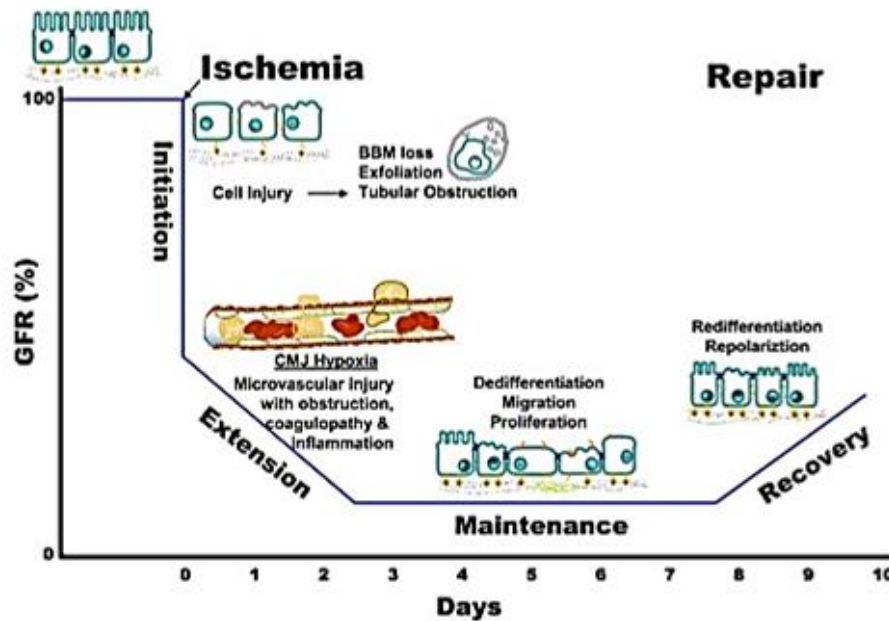 Ischemia
Repair
100
Initiation
BBM loss
Exfoliation
Cell Injury
Tubular Obstruction
GFR (%)
CMJ Hypoxia
Microvascular injury
with obstruction,
coagulopathy &
inflammation
Extension
Dedifferentiation
Migration
Proliferation
Redifferentiation
Repolariztion
Maintenance
Recovery
0
0 1 2 3 4 5 6 7 8 9 10
Days